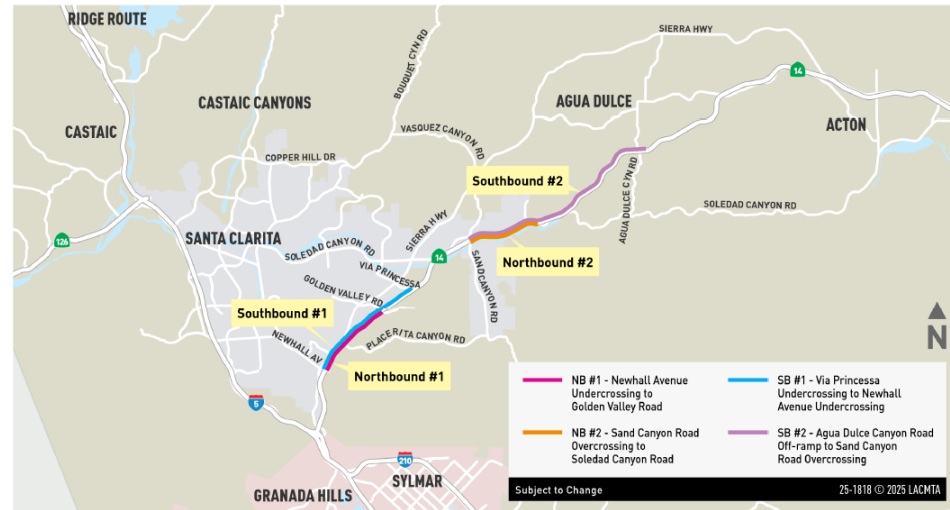 RIDGE ROUTE
SIERRA HWY
BOUQUET CYN RD
14
CASTAIC CANYONS
AGUA DULCE
CASTAIC
ACTON
VASQUEZ CANYON RD
COPPER HILL DR
Southbound #2
AGUA DULCE CYN RD
SOLEDAD CANYON RD
SIERRA HWY
126
SANTA CLARITA
SOLEDAD CANYON RD
14
Northbound #2
VIA PRINCESSA
SAND CANYON RD
GOLDEN VALLEY RD
Southbound #1
PLACERITA CANYON RD
NEWHALL AV
N
Northbound #1
5
NB #1 - Newhall Avenue
Undercrossing to
Golden Valley Road
SB #1 - Via Princessa
Undercrossing to Newhall
Avenue Undercrossing
NB #2 - Sand Canyon Road
Overcrossing to
Soledad Canyon Road
SB #2 - Agua Dulce Canyon Road
Off-ramp to Sand Canyon
Road Overcrossing
210
SYLMAR
GRANADA HILLS
Subject to Change
25-1818 © 2025 LACMTA